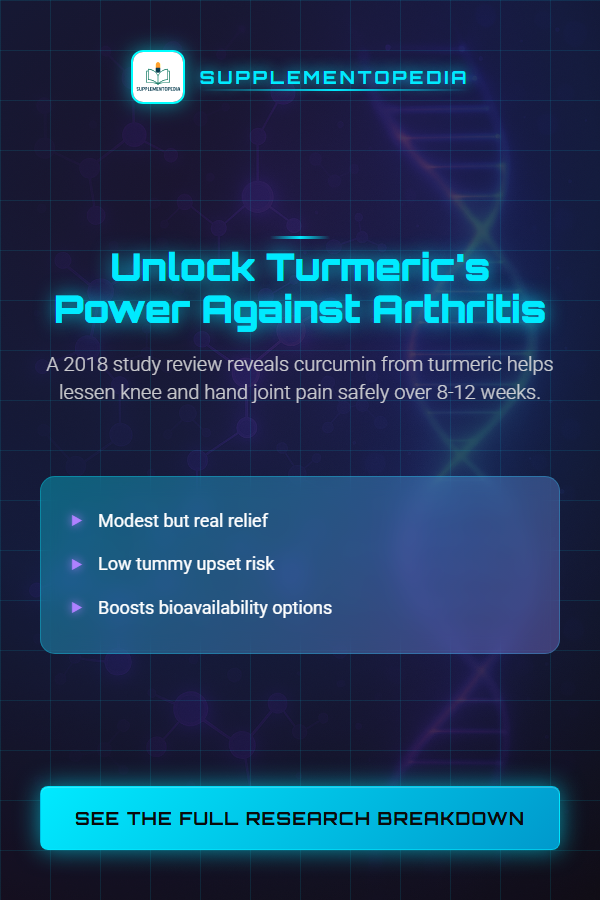 SUPPLEMENTOPEDIA
SUPPLEMENTOPEDIA
Unlock Turmeric's
Power Against Arthritis
A 2018 study review reveals curcumin from turmeric helps
lessen knee and hand joint pain safely over 8-12 weeks.
Modest but real relief
Low tummy upset risk
Boosts bioavailability options
SEE THE FULL RESEARCH BREAKDOWN